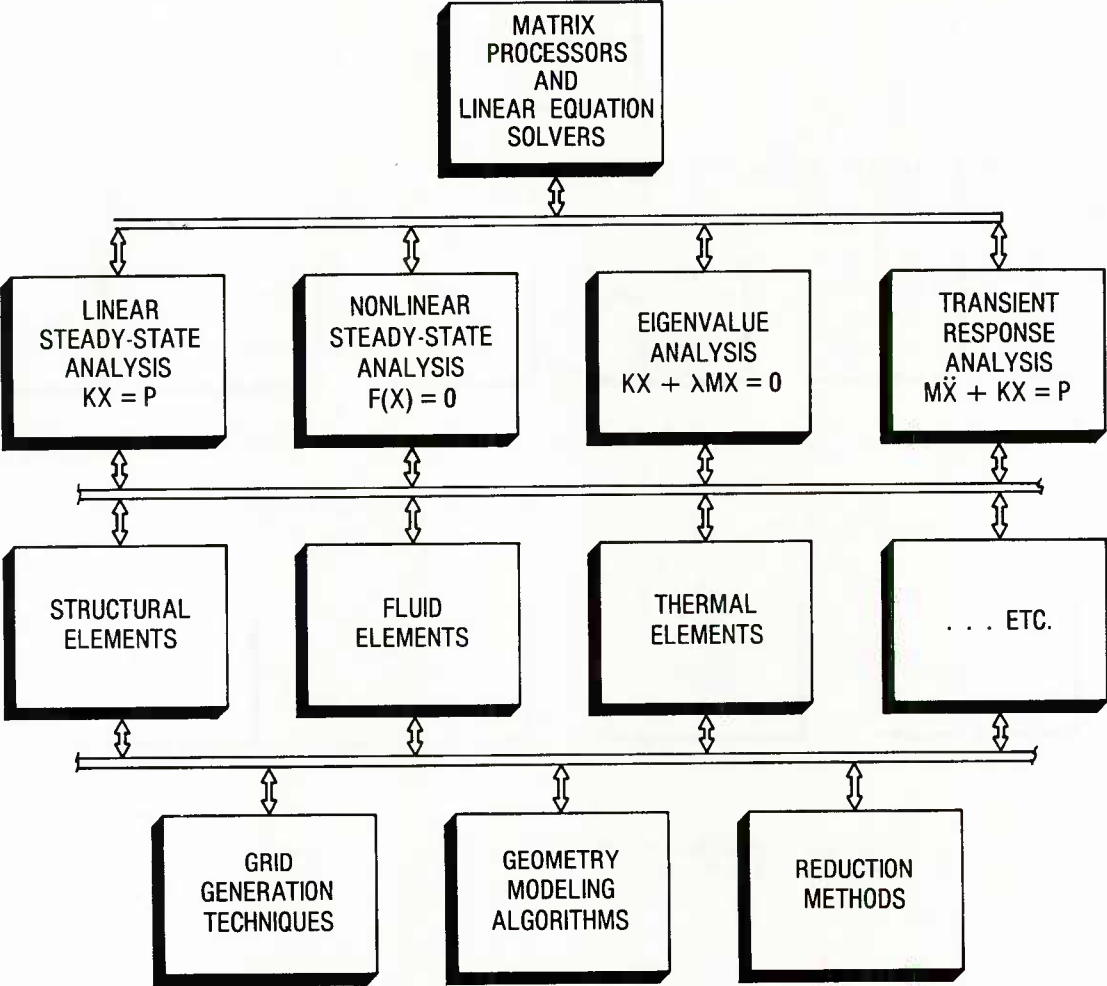 MATRIX
PROCESSORS
AND
LINEAR EQUATION
SOLVERS
LINEAR
STEADY-STATE
ANALYSIS
KX = P
NONLINEAR
STEADY-STATE
ANALYSIS
F(X) = 0
EIGENVALUE
ANALYSIS
KX + λMX = 0
TRANSIENT
RESPONSE
ANALYSIS
MẌ + KX = P
STRUCTURAL
ELEMENTS
FLUID
ELEMENTS
THERMAL
ELEMENTS
. . . ETC.
GRID
GENERATION
TECHNIQUES
GEOMETRY
MODELING
ALGORITHMS
REDUCTION
METHODS